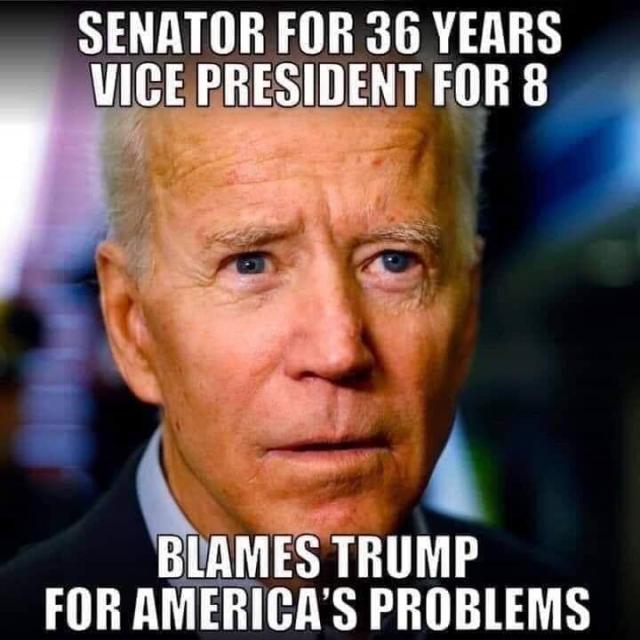 SENATOR FOR 36 YEARS
VICE PRESIDENT FOR 8
BLAMES TRUMP
FOR AMERICA'S PROBLEMS